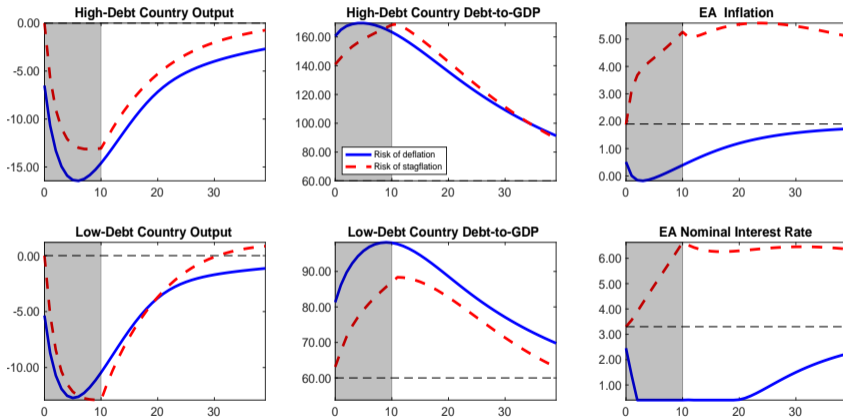 High-Debt Country Output
0.00
-5.00
-10.00
-15.00
0 10 20 30
High-Debt Country Debt-to-GDP
160.00
140.00
120.00
100.00
80.00
60.00
Risk of deflation
Risk of stagflation
0 10 20 30
EA Inflation
5.00
4.00
3.00
2.00
1.00
0.00
0 10 20 30
Low-Debt Country Output
0.00
-5.00
-10.00
0 10 20 30
Low-Debt Country Debt-to-GDP
90.00
80.00
70.00
60.00
0 10 20 30
EA Nominal Interest Rate
6.00
5.00
4.00
3.00
2.00
1.00
0 10 20 30